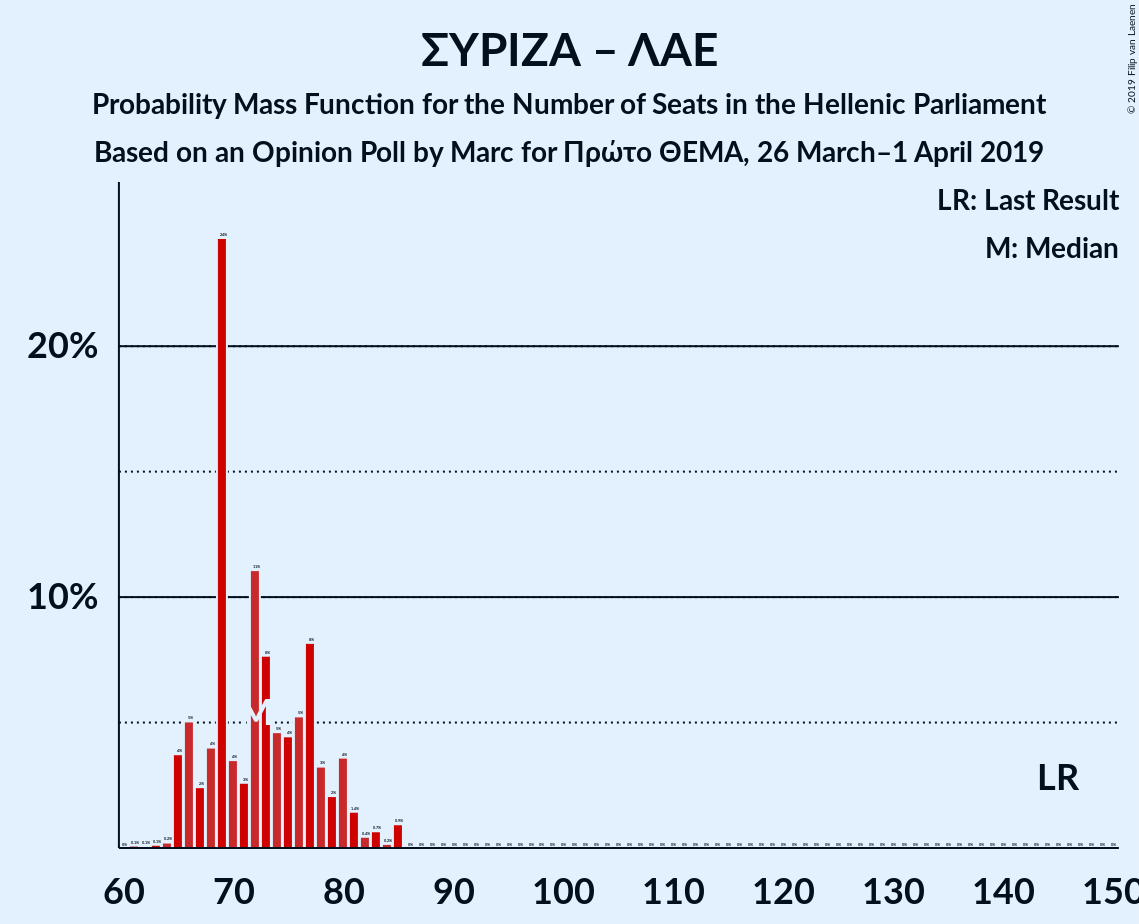 ΣΥΡΙΖΑ – ΛΑΕ
Probability Mass Function for the Number of Seats in the Hellenic Parliament
Based on an Opinion Poll by Marc for Πρώτο ΘΕΜΑ, 26 March–1 April 2019
© 2019 Filip van Laenen
LR: Last Result
M: Median
20%
10%
M
LR
60 70 80 90 100 110 120 130 140 150